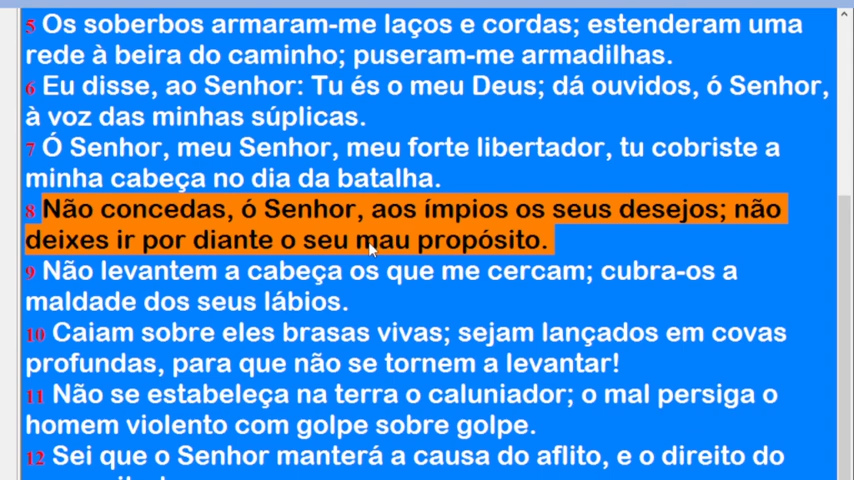 5 Os soberbos armaram-me laços e cordas; estenderam uma
rede à beira do caminho; puseram-me armadilhas.
6 Eu disse, ao Senhor: Tu és o meu Deus; dá ouvidos, ó Senhor,
à voz das minhas súplicas.
7 Ó Senhor, meu Senhor, meu forte libertador, tu cobriste a
minha cabeça no dia da batalha.
8 Não concedas, ó Senhor, aos ímpios os seus desejos; não
deixes ir por diante o seu mau propósito.
9 Não levantem a cabeça os que me cercam; cubra-os a
maldade dos seus lábios.
10 Caiam sobre eles brasas vivas; sejam lançados em covas
profundas, para que não se tornem a levantar!
11 Não se estabeleça na terra o caluniador; o mal persiga o
homem violento com golpe sobre golpe.
12 Sei que o Senhor manterá a causa do aflito, e o direito do